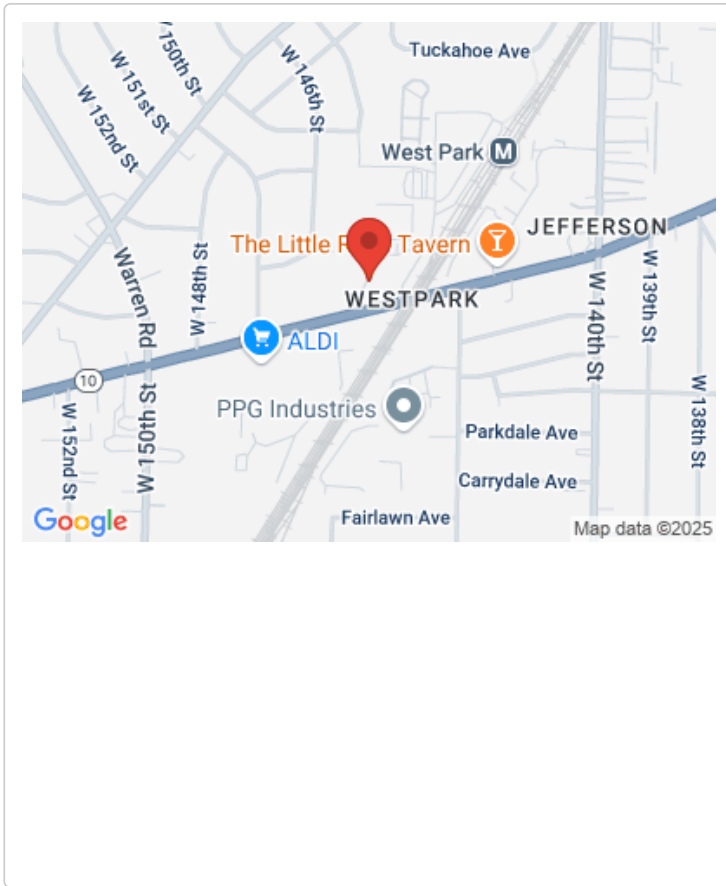 Tuckahoe Ave
W 150th St
W 146th St
W 151st St
W 152nd St
West Park M
JEFFERSON
The Little R Tavern
WESTPARK
W 139th St
Warren Rd
W 148th St
ALDI
W 140th St
W 138th St
10
PPG Industries
W 152nd St
W 150th St
Parkdale Ave
Carrydale Ave
Fairlawn Ave
Google
Map data ©2025